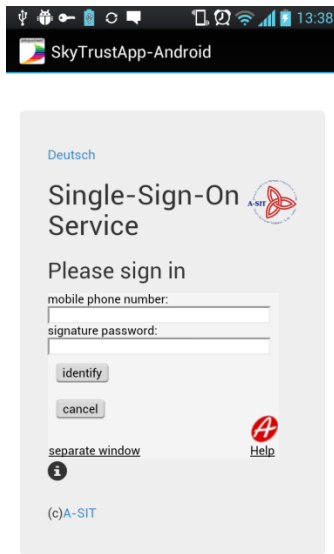 13:38
SkyTrustApp-Android
Deutsch
Single-Sign-On
Service
A-SIT
Please sign in
mobile phone number:
signature password:
identify
cancel
separate window
Help
(c)A-SIT